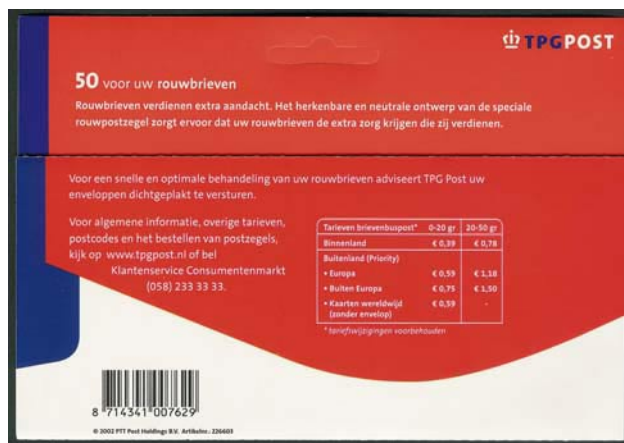 TPGPOST
50 voor uw rouwbrieven
Rouwbrieven verdienen extra aandacht. Het herkenbare en neutrale ontwerp van de speciale
rouwpostzegel zorgt ervoor dat uw rouwbrieven de extra zorg krijgen die zij verdienen.
Voor een snelle en optimale behandeling van uw rouwbrieven adviseert TPG Post uw
enveloppen dichtgeplakt te versturen.
Voor algemene informatie, overige tarieven,
postcodes en het bestellen van postzegels,
kijk op www.tpgpost.nl of bel
Klantenservice Consumentenmarkt
(058) 233 33 33.
Tarieven brievenbuspost* 0-20 gr 20-50 gr
Binnenland € 0,39 € 0,78
Buitenland (Priority)
• Europa € 0,59 € 1,18
• Buiten Europa € 0,75 € 1,50
• Kaarten wereldwijd € 0,59 -
(zonder envelop)
* tariefswijzigingen voorbehouden
8 714341 007629
© 2002 PTT Post Holdings B.V. Artikelnr.: 226603